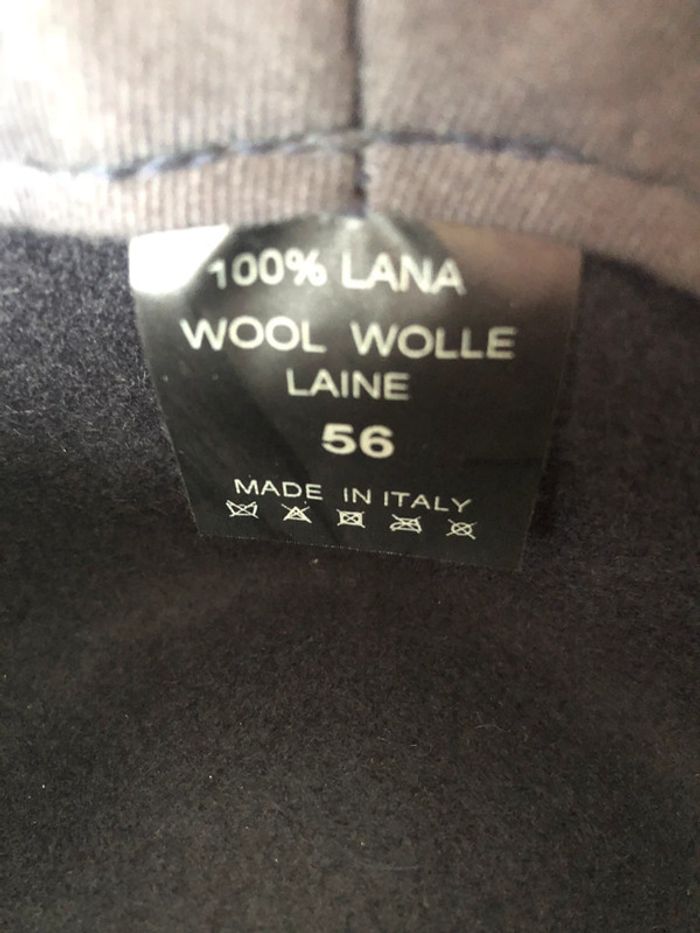 100% LANA
WOOL WOLLE
LAINE
56
MADE IN ITALY